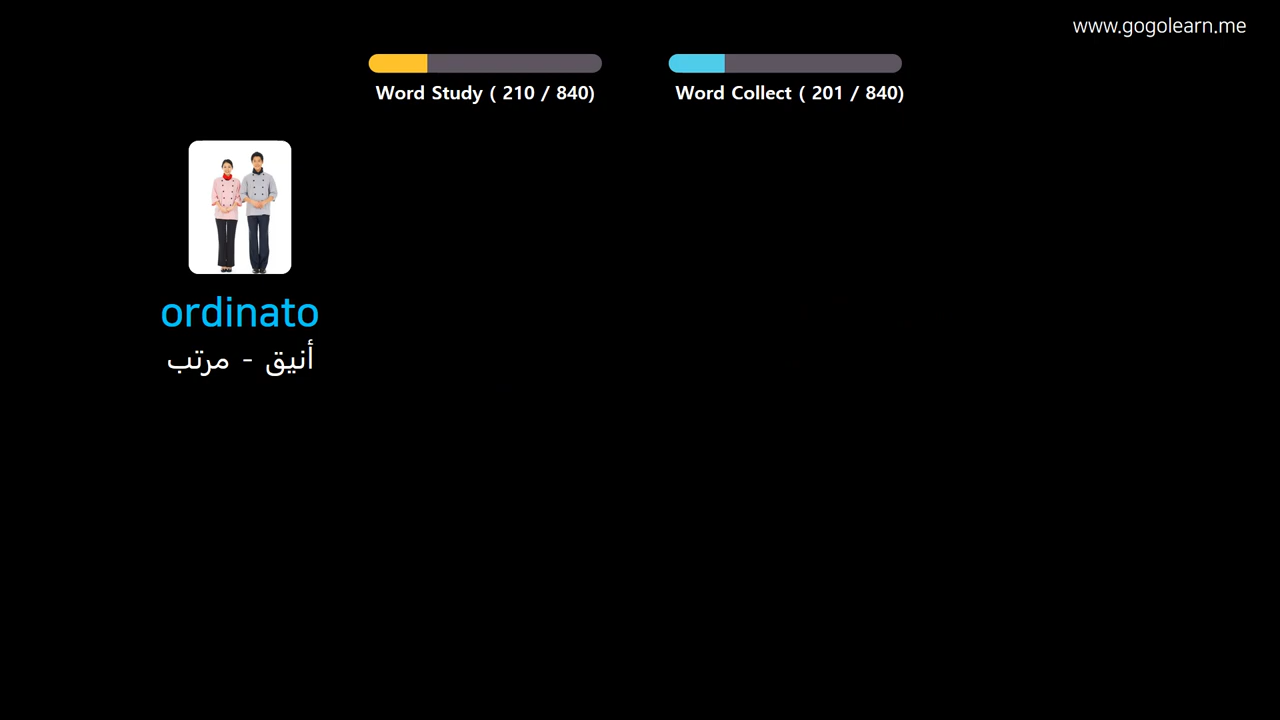 www.gogolearn.me
Word Study ( 210 / 840)
Word Collect ( 201 / 840)
ordinato
أنيق - مرتب